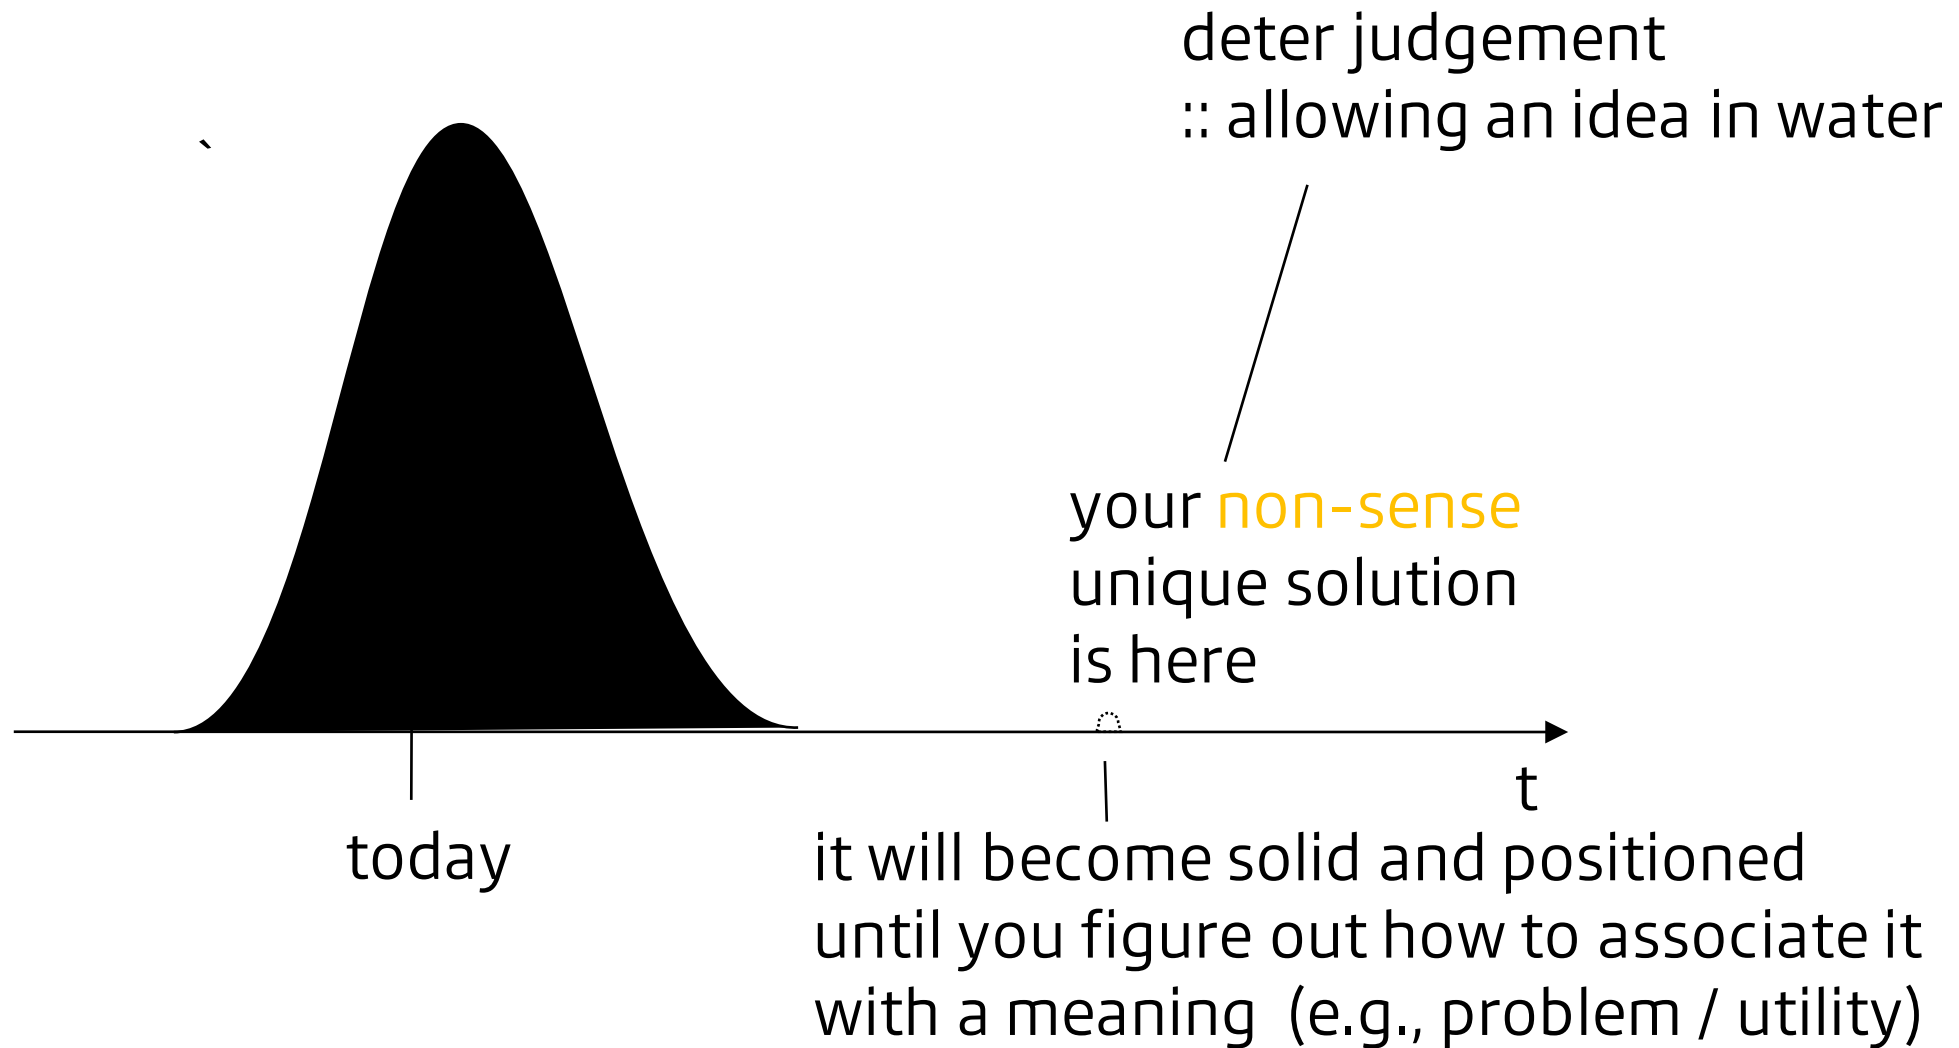 deter judgement
:: allowing an idea in water
`
your non-sense
unique solution
is here
t
today
it will become solid and positioned
until you figure out how to associate it
with a meaning (e.g., problem / utility)